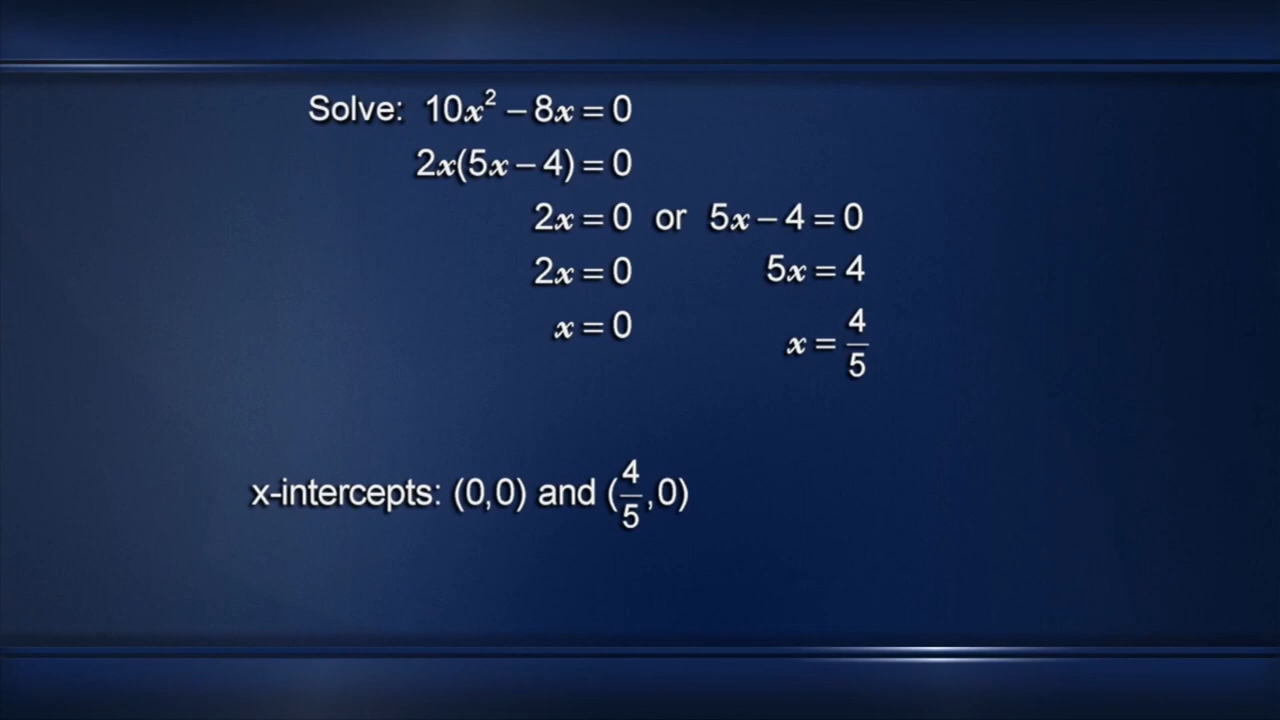 Solve: 10x² – 8x = 0
2x(5x – 4) = 0
2x = 0 or 5x – 4 = 0
2x = 0 5x = 4
x = 0 x = 4/5
x-intercepts: (0,0) and (4/5,0)